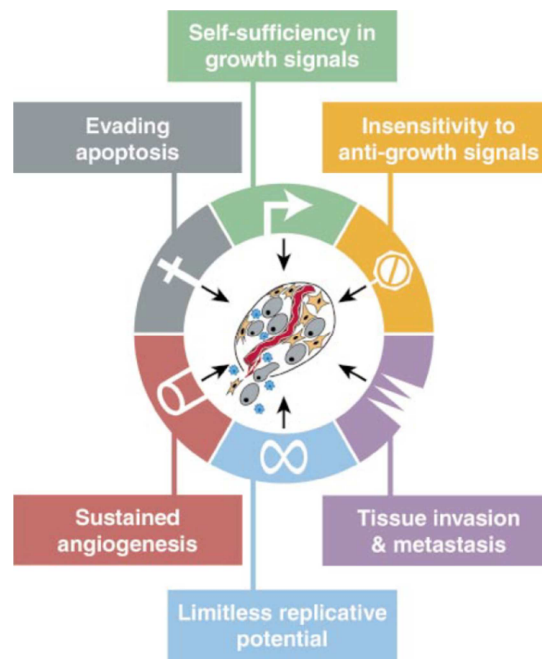 Self-sufficiency in
growth signals
Evading
apoptosis
Insensitivity to
anti-growth signals
Sustained
angiogenesis
Tissue invasion
& metastasis
Limitless replicative
potential